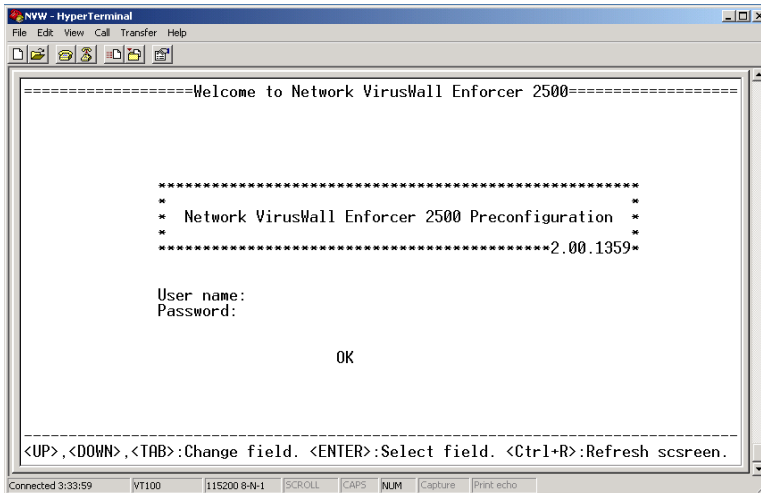 NVW - HyperTerminal
File Edit View Call Transfer Help
===================Welcome to Network VirusWall Enforcer 2500===================
******************************************************
* *
* Network VirusWall Enforcer 2500 Preconfiguration *
* *
********************************************2.00.1359*
User name:
Password:
OK
--------------------------------------------------------------------------------
<UP>,<DOWN>,<TAB>:Change field. <ENTER>:Select field. <Ctrl+R>:Refresh scsreen.
Connected 3:33:59 VT100 115200 8-N-1 SCROLL CAPS NUM Capture Print echo